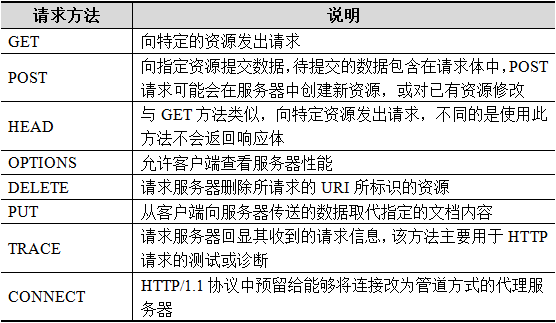 请求方法 说明
GET 向特定的资源发出请求
POST 向指定资源提交数据，待提交的数据包含在请求体中，POST
请求可能会在服务器中创建新资源，或对已有资源修改
HEAD 与 GET 方法类似，向特定资源发出请求，不同的是使用此
方法不会返回响应体
OPTIONS 允许客户端查看服务器性能
DELETE 请求服务器删除所请求的 URI 所标识的资源
PUT 从客户端向服务器传送的数据取代指定的文档内容
TRACE 请求服务器回显其收到的请求信息，该方法主要用于 HTTP
请求的测试或诊断
CONNECT HTTP/1.1 协议中预留给能够将连接改为管道方式的代理服
务器